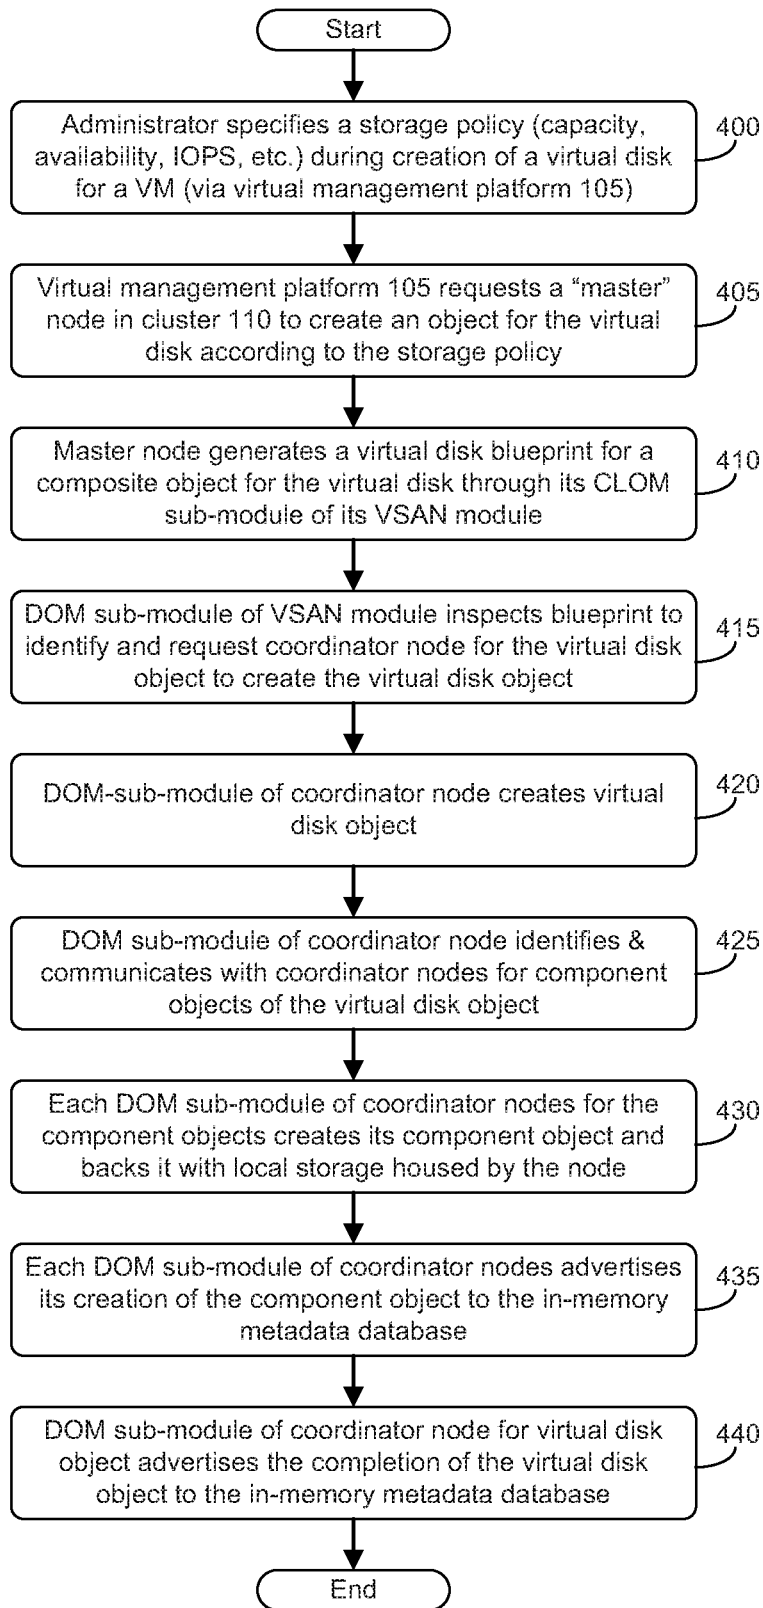 Start
Administrator specifies a storage policy (capacity,
availability, IOPS, etc.) during creation of a virtual disk
for a VM (via virtual management platform 105)
400
Virtual management platform 105 requests a “master”
node in cluster 110 to create an object for the virtual
disk according to the storage policy
405
Master node generates a virtual disk blueprint for a
composite object for the virtual disk through its CLOM
sub-module of its VSAN module
410
DOM sub-module of VSAN module inspects blueprint to
identify and request coordinator node for the virtual disk
object to create the virtual disk object
415
DOM-sub-module of coordinator node creates virtual
disk object
420
DOM sub-module of coordinator node identifies &
communicates with coordinator nodes for component
objects of the virtual disk object
425
Each DOM sub-module of coordinator nodes for the
component objects creates its component object and
backs it with local storage housed by the node
430
Each DOM sub-module of coordinator nodes advertises
its creation of the component object to the in-memory
metadata database
435
DOM sub-module of coordinator node for virtual disk
object advertises the completion of the virtual disk
object to the in-memory metadata database
440
End